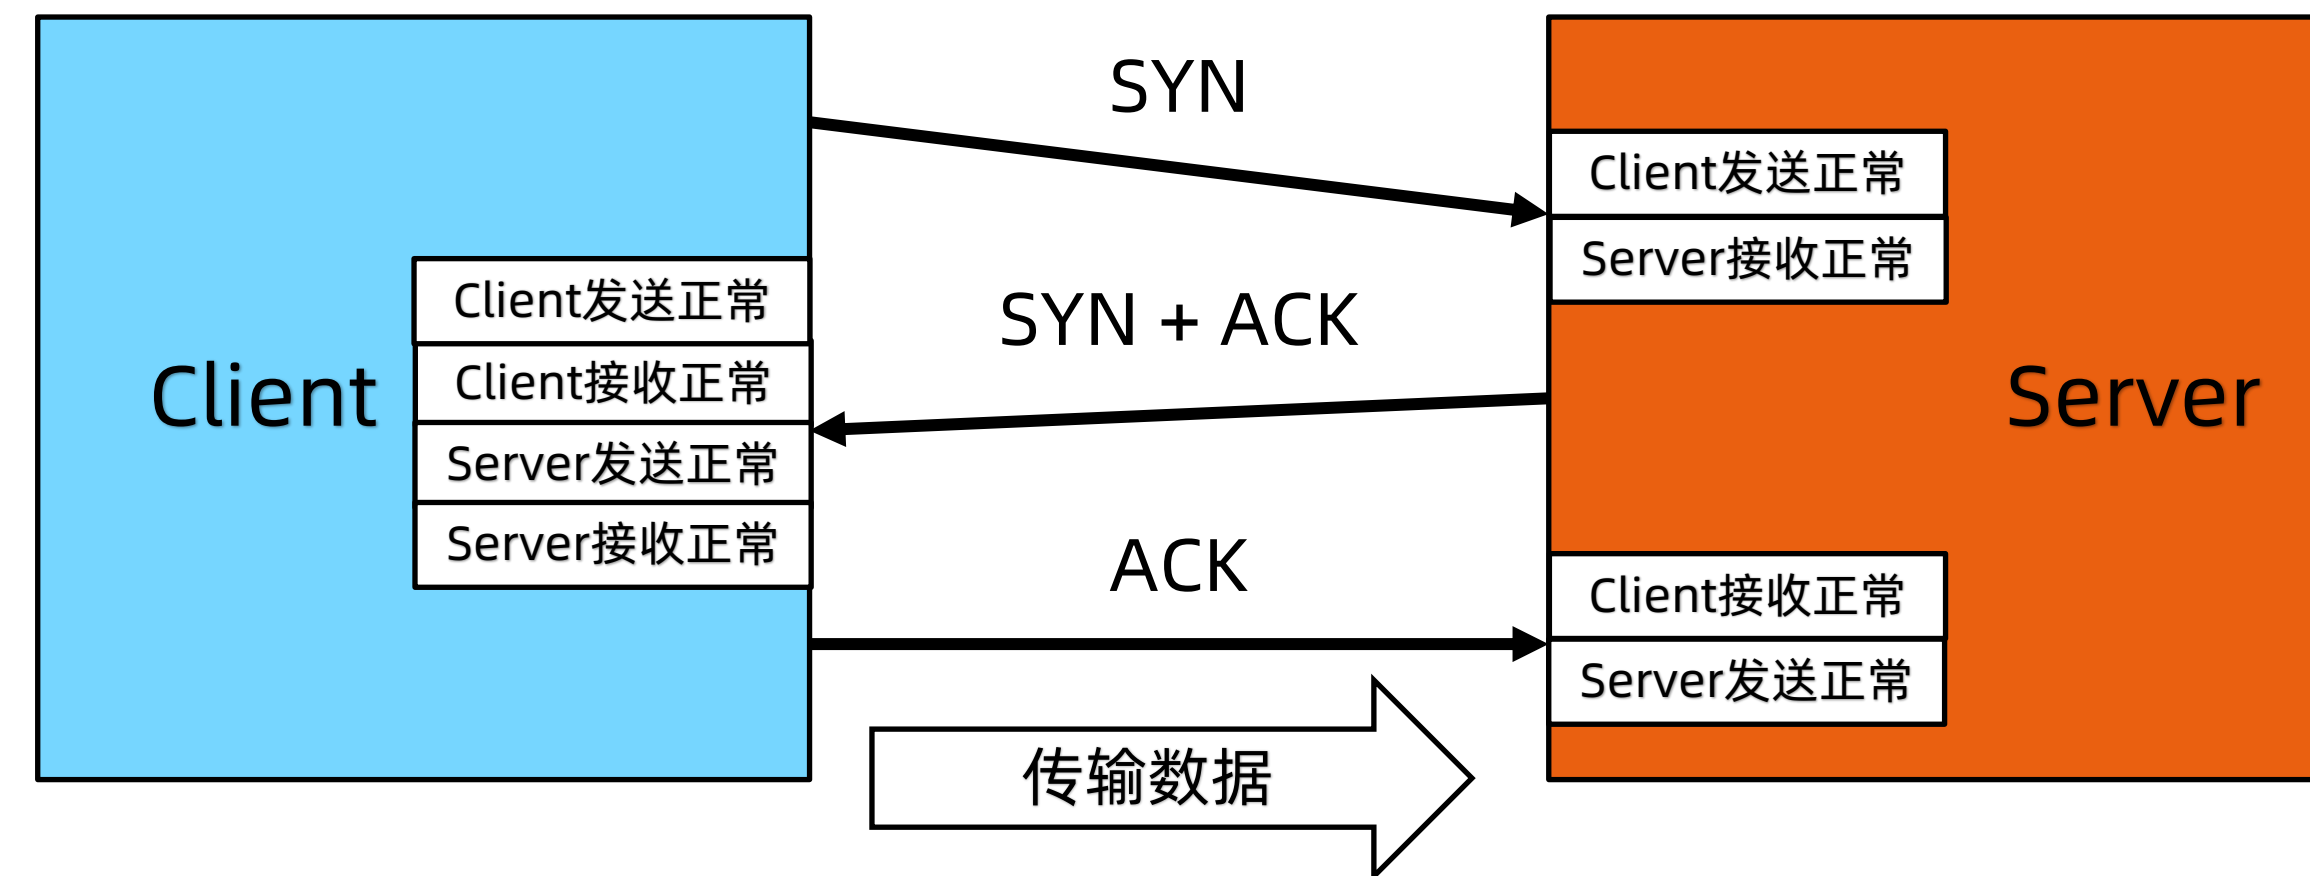 SYN
Client发送正常
Server接收正常
Client发送正常
Client接收正常
Server发送正常
Server接收正常
SYN + ACK
Client
Server
ACK
Client接收正常
Server发送正常
传输数据